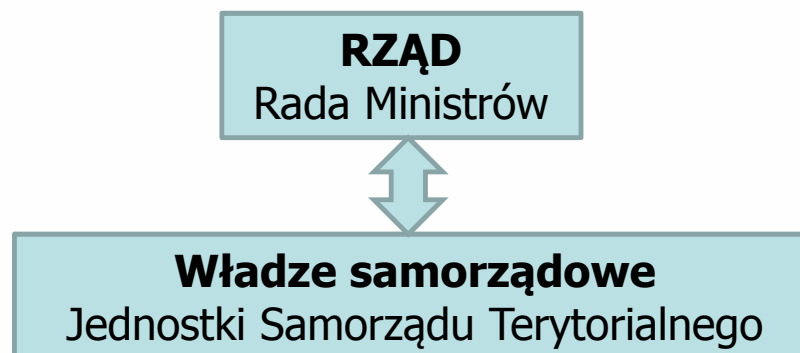 RZĄD
Rada Ministrów
Władze samorządowe
Jednostki Samorządu Terytorialnego